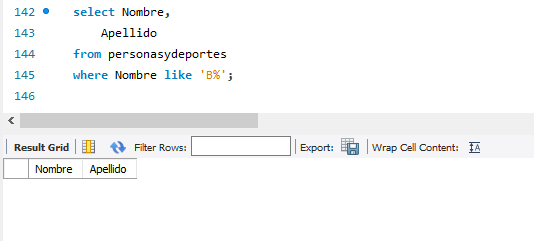 142 select Nombre,
143 Apellido
144 from personasydeportes
145 where Nombre like 'B%';
146
Result Grid Filter Rows: Export: Wrap Cell Content: IA
Nombre Apellido